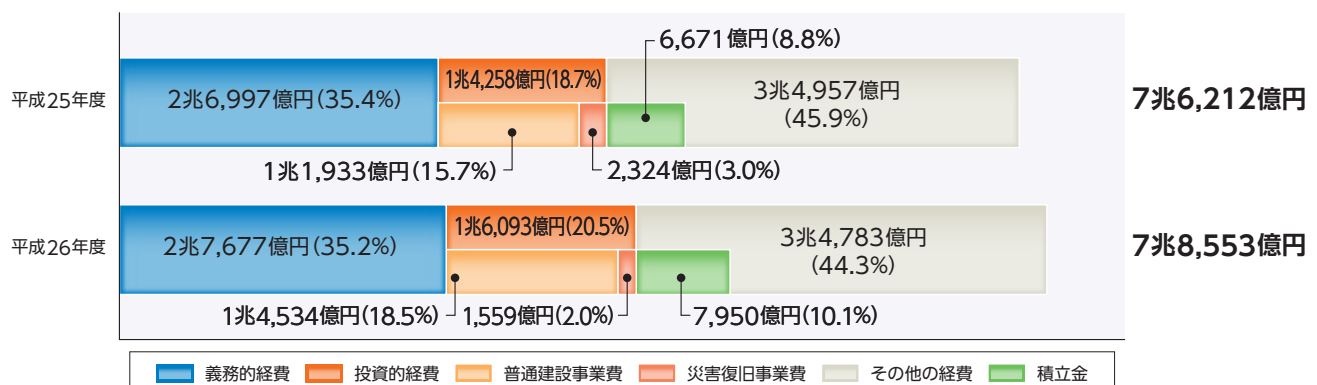 6,671億円(8.8%)
平成25年度
2兆6,997億円(35.4%)
1兆4,258億円(18.7%)
3兆4,957億円
(45.9%)
7兆6,212億円
1兆1,933億円(15.7%)
2,324億円(3.0%)
平成26年度
2兆7,677億円(35.2%)
1兆6,093億円(20.5%)
3兆4,783億円
(44.3%)
7兆8,553億円
1兆4,534億円(18.5%)
1,559億円(2.0%)
7,950億円(10.1%)
義務的経費 投資的経費 普通建設事業費 災害復旧事業費 その他の経費 積立金